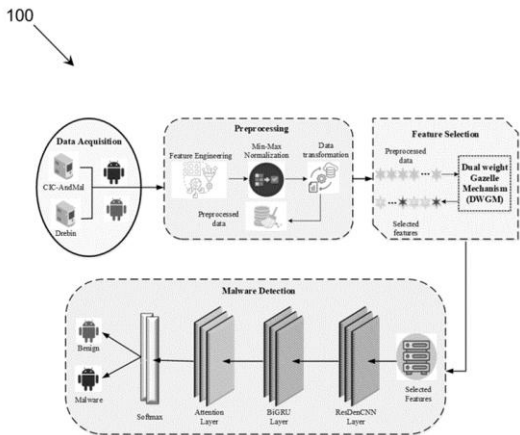 100
Data Acquisition
CIC-AndMal
Drebin
Preprocessing
Feature Engineering
Min-Max
Normalization
Data
transformation
Preprocessed
data
Feature Selection
Preprocessed
data
Dual weight
Gazelle
Mechanism
(DWGM)
Selected
features
Malware Detection
Benign
Malware
Softmax
Attention
Layer
BiGRU
Layer
ResDenCNN
Layer
Selected
Features